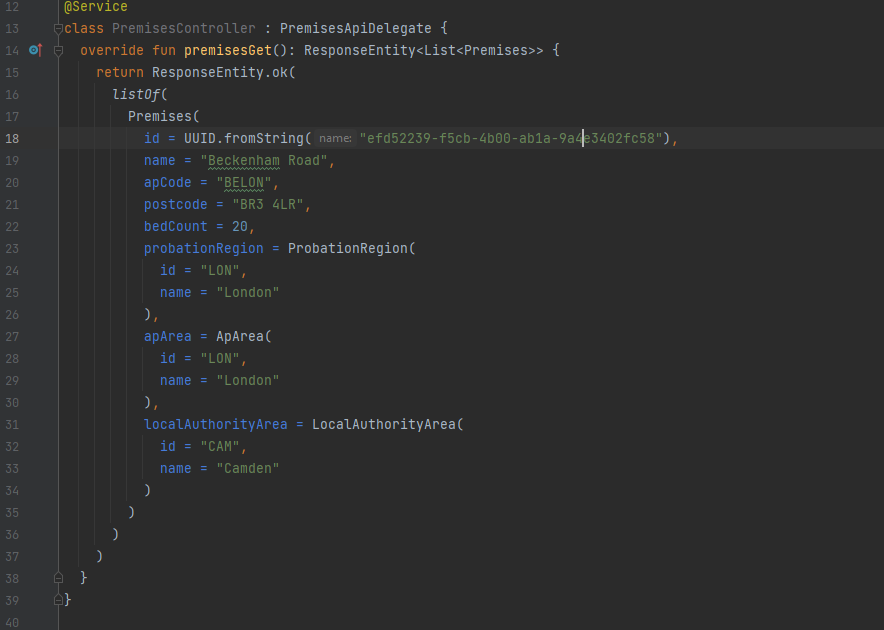 12 @Service
13 class PremisesController : PremisesApiDelegate {
14 override fun premisesGet(): ResponseEntity<List<Premises>> {
15 return ResponseEntity.ok(
16 listOf(
17 Premises(
18 id = UUID.fromString( name: "efd52239-f5cb-4b00-ab1a-9a4e3402fc58"),
19 name = "Beckenham Road",
20 apCode = "BELON",
21 postcode = "BR3 4LR",
22 bedCount = 20,
23 probationRegion = ProbationRegion(
24 id = "LON",
25 name = "London"
26 ),
27 apArea = ApArea(
28 id = "LON",
29 name = "London"
30 ),
31 localAuthorityArea = LocalAuthorityArea(
32 id = "CAM",
33 name = "Camden"
34 )
35 )
36 )
37 )
38 }
39 }
40